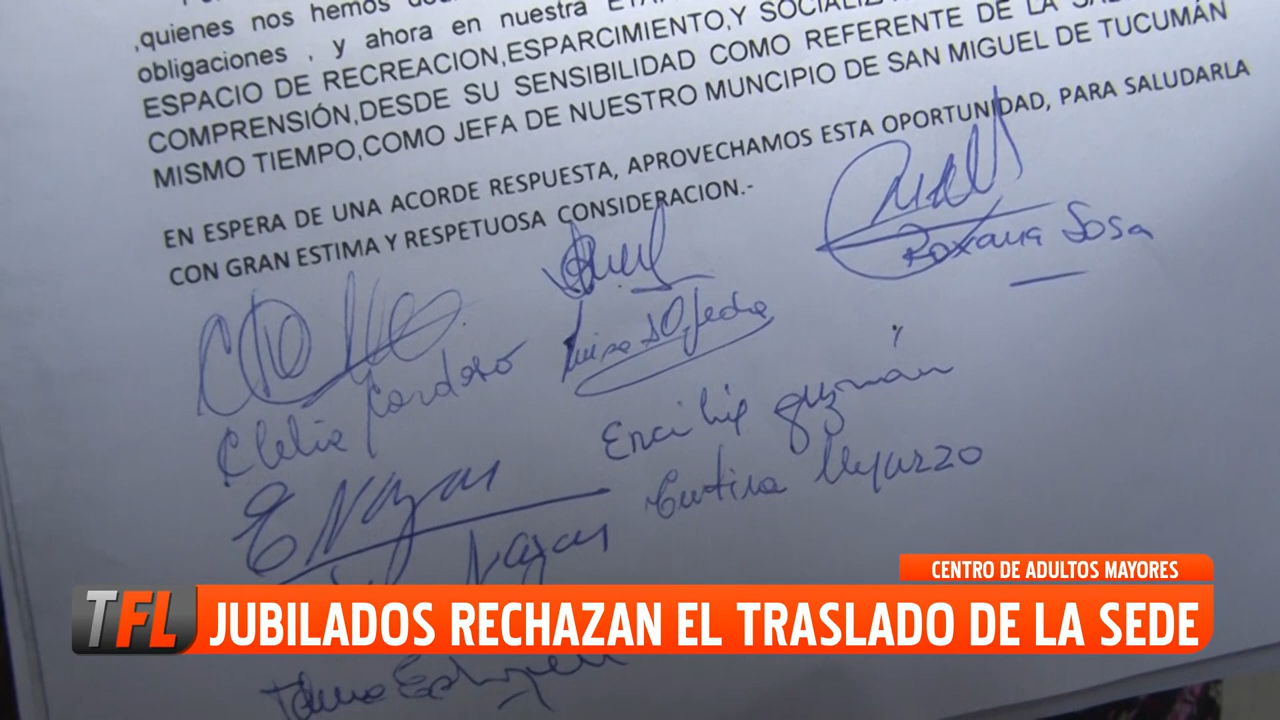 ,quienes nos hemos
obligaciones , y ahora en nuestra
ESPACIO DE RECREACION,ESPARCIMIENTO,Y
COMPRENSIÓN,DESDE SU SENSIBILIDAD COMO REFERENTE DE LA
MISMO TIEMPO,COMO JEFA DE NUESTRO MUNCIPIO DE SAN MIGUEL DE TUCUMÁN
EN ESPERA DE UNA ACORDE RESPUESTA, APROVECHAMOS ESTA OPORTUNIDAD, PARA SALUDARLA
CON GRAN ESTIMA Y RESPETUOSA CONSIDERACION.-
Roxana Sosa
Luisa
Clelia Cordero
guzmán
E Nazar
Nazar
CENTRO DE ADULTOS MAYORES
TFL JUBILADOS RECHAZAN EL TRASLADO DE LA SEDE